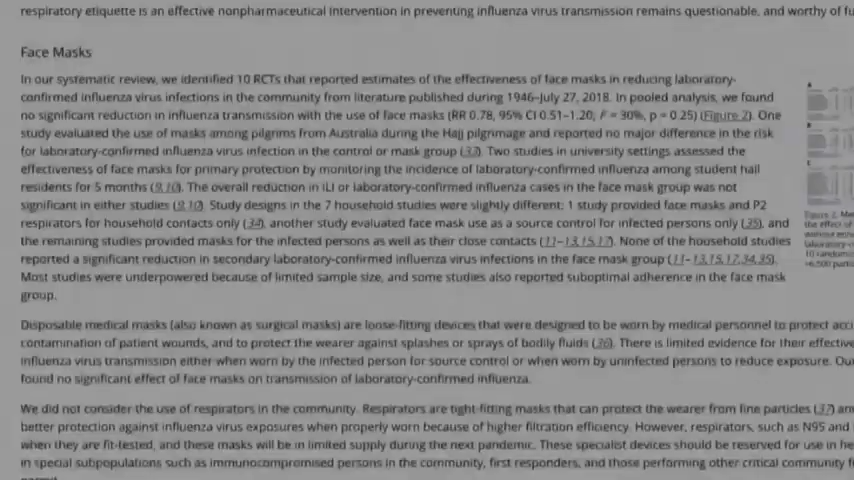 respiratory etiquette is an effective nonpharmaceutical intervention in preventing influenza virus transmission remains questionable, and worthy of fu
Face Masks
In our systematic review, we identified 10 RCTs that reported estimates of the effectiveness of face masks in reducing laboratory-
confirmed influenza virus infections in the community from literature published during 1946–July 27, 2018. In pooled analysis, we found
no significant reduction in influenza transmission with the use of face masks (RR 0.78, 95% CI 0.51–1.20; I² = 30%, p = 0.25) (Figure 2). One
study evaluated the use of masks among pilgrims from Australia during the Hajj pilgrimage and reported no major difference in the risk
for laboratory-confirmed influenza virus infection in the control or mask group (33). Two studies in university settings assessed the
effectiveness of face masks for primary protection by monitoring the incidence of laboratory-confirmed influenza among student hall
residents for 5 months (9,10). The overall reduction in ILI or laboratory-confirmed influenza cases in the face mask group was not
significant in either studies (9,10). Study designs in the 7 household studies were slightly different: 1 study provided face masks and P2
respirators for household contacts only (34), another study evaluated face mask use as a source control for infected persons only (35), and
the remaining studies provided masks for the infected persons as well as their close contacts (11–13,15,17). None of the household studies
reported a significant reduction in secondary laboratory-confirmed influenza virus infections in the face mask group (11–13,15,17,34,35).
Most studies were underpowered because of limited sample size, and some studies also reported suboptimal adherence in the face mask
group.
Disposable medical masks (also known as surgical masks) are loose-fitting devices that were designed to be worn by medical personnel to protect acci
contamination of patient wounds, and to protect the wearer against splashes or sprays of bodily fluids (36). There is limited evidence for their effective
influenza virus transmission either when worn by the infected person for source control or when worn by uninfected persons to reduce exposure. Our
found no significant effect of face masks on transmission of laboratory-confirmed influenza.
We did not consider the use of respirators in the community. Respirators are tight-fitting masks that can protect the wearer from fine particles (37) an
better protection against influenza virus exposures when properly worn because of higher filtration efficiency. However, respirators, such as N95 and
when they are fit-tested, and these masks will be in limited supply during the next pandemic. These specialist devices should be reserved for use in he
in special subpopulations such as immunocompromised persons in the community, first responders, and those performing other critical community f
permit.
A
B
C
Figure 2. Me
the effect of
without enha
laboratory-c
10 randomiz
>6,500 partic